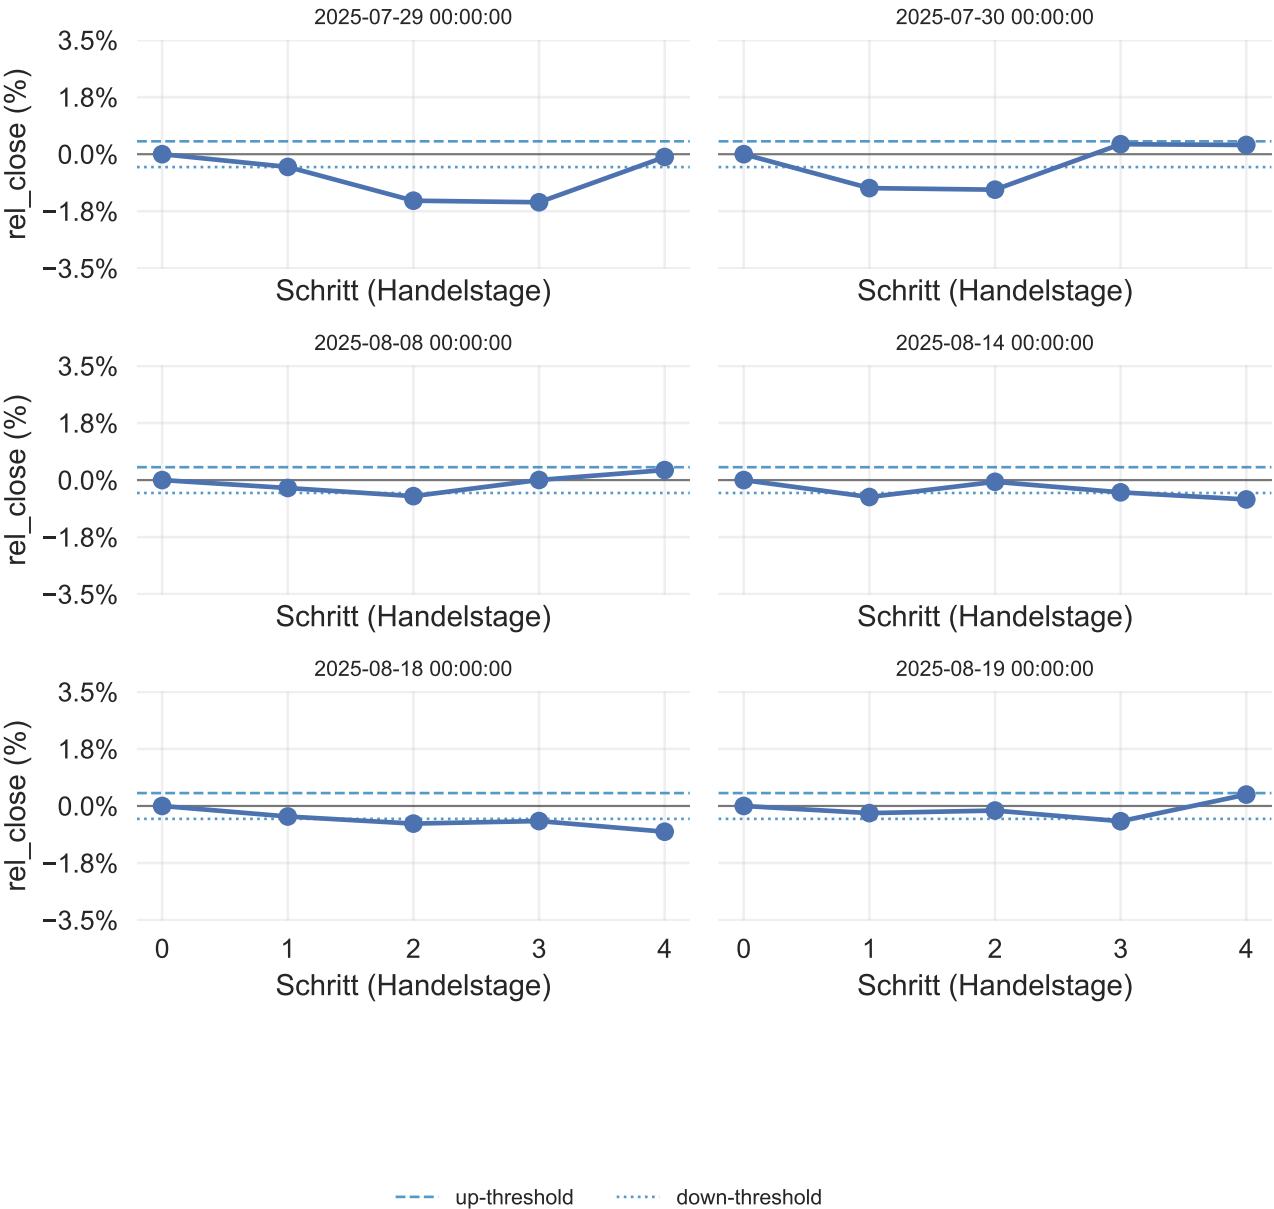 2025-07-29 00:00:00 2025-07-30 00:00:00
3.5%
1.8%
0.0%
−1.8%
−3.5%
rel_close (%)
Schritt (Handelstage) Schritt (Handelstage)
2025-08-08 00:00:00 2025-08-14 00:00:00
3.5%
1.8%
0.0%
−1.8%
−3.5%
rel_close (%)
Schritt (Handelstage) Schritt (Handelstage)
2025-08-18 00:00:00 2025-08-19 00:00:00
3.5%
1.8%
0.0%
−1.8%
−3.5%
rel_close (%)
0 1 2 3 4 0 1 2 3 4
Schritt (Handelstage) Schritt (Handelstage)
up-threshold down-threshold